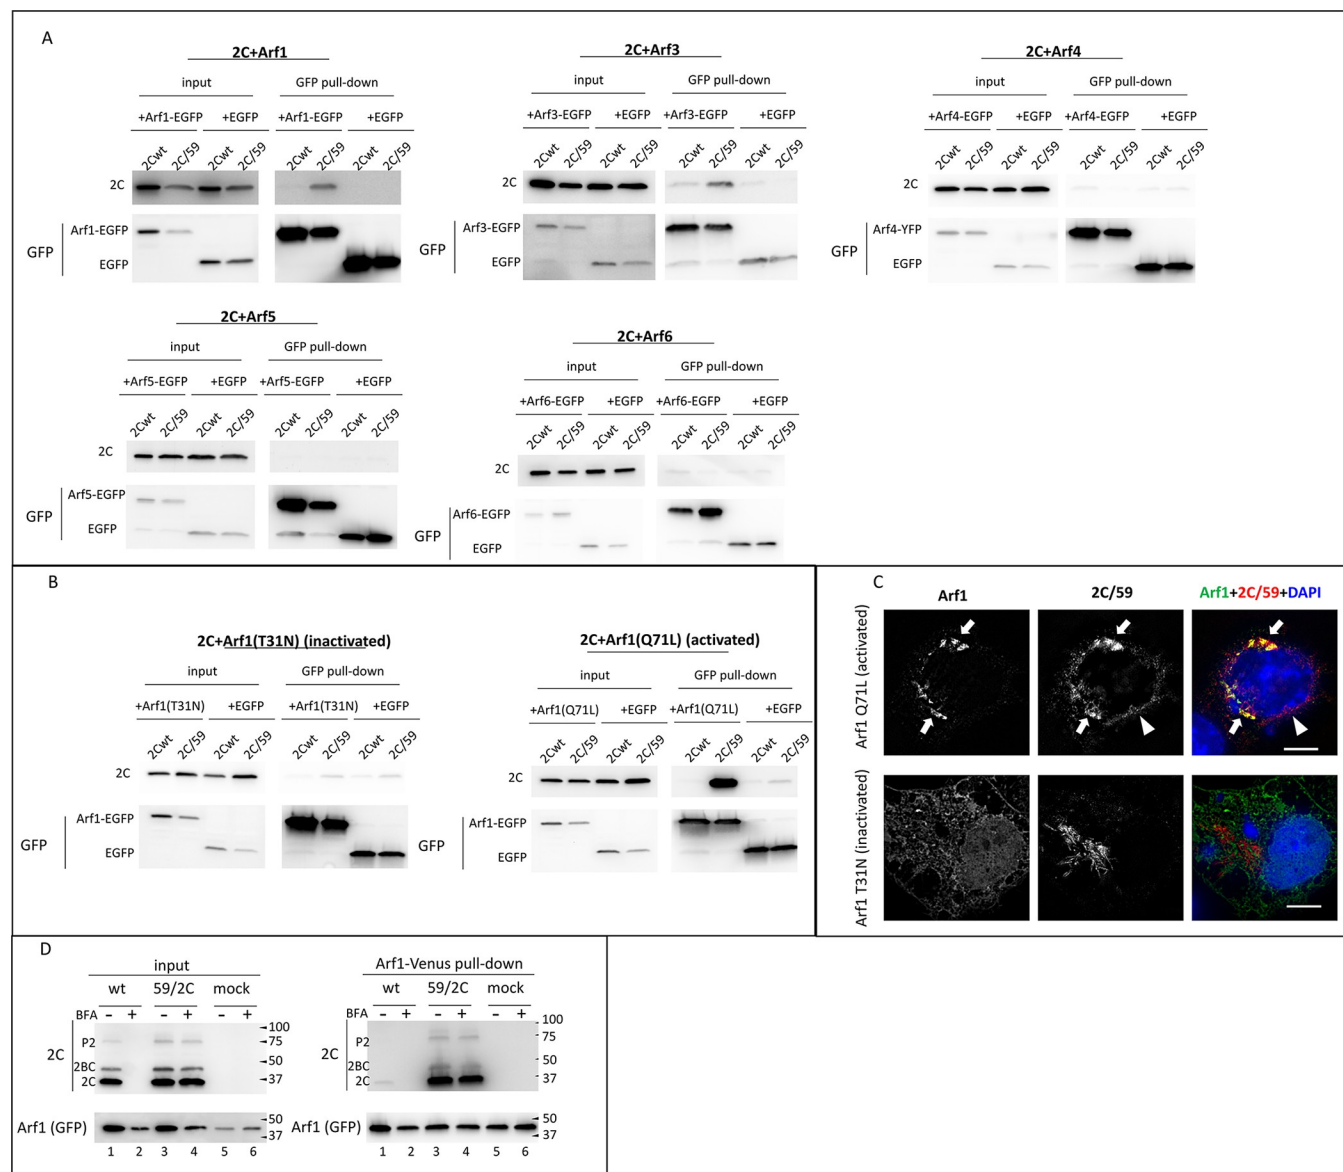 A
2C+Arf1
input GFP pull-down
+Arf1-EGFP +EGFP +Arf1-EGFP +EGFP
2Cwt 2C/59 2Cwt 2C/59 2Cwt 2C/59 2Cwt 2C/59
2C
Arf1-EGFP
GFP
EGFP
2C+Arf3
input GFP pull-down
+Arf3-EGFP +EGFP +Arf3-EGFP +EGFP
2Cwt 2C/59 2Cwt 2C/59 2Cwt 2C/59 2Cwt 2C/59
2C
Arf3-EGFP
GFP
EGFP
2C+Arf4
input GFP pull-down
+Arf4-EGFP +EGFP +Arf4-EGFP +EGFP
2Cwt 2C/59 2Cwt 2C/59 2Cwt 2C/59 2Cwt 2C/59
2C
Arf4-YFP
GFP
EGFP
2C+Arf5
input GFP pull-down
+Arf5-EGFP +EGFP +Arf5-EGFP +EGFP
2Cwt 2C/59 2Cwt 2C/59 2Cwt 2C/59 2Cwt 2C/59
2C
Arf5-EGFP
GFP
EGFP
2C+Arf6
input GFP pull-down
+Arf6-EGFP +EGFP +Arf6-EGFP +EGFP
2Cwt 2C/59 2Cwt 2C/59 2Cwt 2C/59 2Cwt 2C/59
2C
Arf6-EGFP
GFP
EGFP
B
2C+Arf1(T31N) (inactivated)
input GFP pull-down
+Arf1(T31N) +EGFP +Arf1(T31N) +EGFP
2Cwt 2C/59 2Cwt 2C/59 2Cwt 2C/59 2Cwt 2C/59
2C
Arf1-EGFP
GFP
EGFP
2C+Arf1(Q71L) (activated)
input GFP pull-down
+Arf1(Q71L) +EGFP +Arf1(Q71L) +EGFP
2Cwt 2C/59 2Cwt 2C/59 2Cwt 2C/59 2Cwt 2C/59
2C
Arf1-EGFP
GFP
EGFP
C
Arf1 2C/59 Arf1+2C/59+DAPI
Arf1 Q71L (activated)
Arf1 T31N (inactivated)
D
input
wt 59/2C mock
BFA - + - + - +
100
P2 75
2C
50
2BC
2C 37
Arf1 (GFP) 50
37
1 2 3 4 5 6
Arf1-Venus pull-down
wt 59/2C mock
BFA - + - + - +
100
P2 75
2C
50
2BC
2C 37
Arf1 (GFP) 50
37
1 2 3 4 5 6